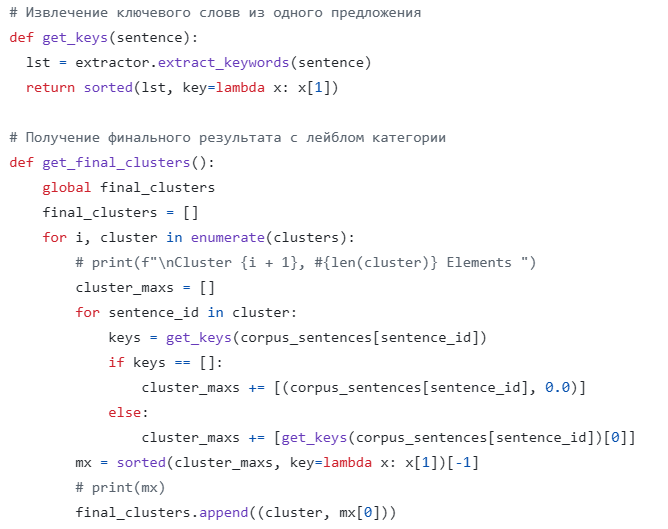 # Извлечение ключевого словв из одного предложения
def get_keys(sentence):
  lst = extractor.extract_keywords(sentence)
  return sorted(lst, key=lambda x: x[1])

# Получение финального результата с лейблом категории
def get_final_clusters():
    global final_clusters
    final_clusters = []
    for i, cluster in enumerate(clusters):
        # print(f"\nCluster {i + 1}, #{len(cluster)} Elements ")
        cluster_maxs = []
        for sentence_id in cluster:
            keys = get_keys(corpus_sentences[sentence_id])
            if keys == []:
                cluster_maxs += [(corpus_sentences[sentence_id], 0.0)]
            else:
                cluster_maxs += [get_keys(corpus_sentences[sentence_id])[0]]
        mx = sorted(cluster_maxs, key=lambda x: x[1])[-1]
        # print(mx)
        final_clusters.append((cluster, mx[0]))